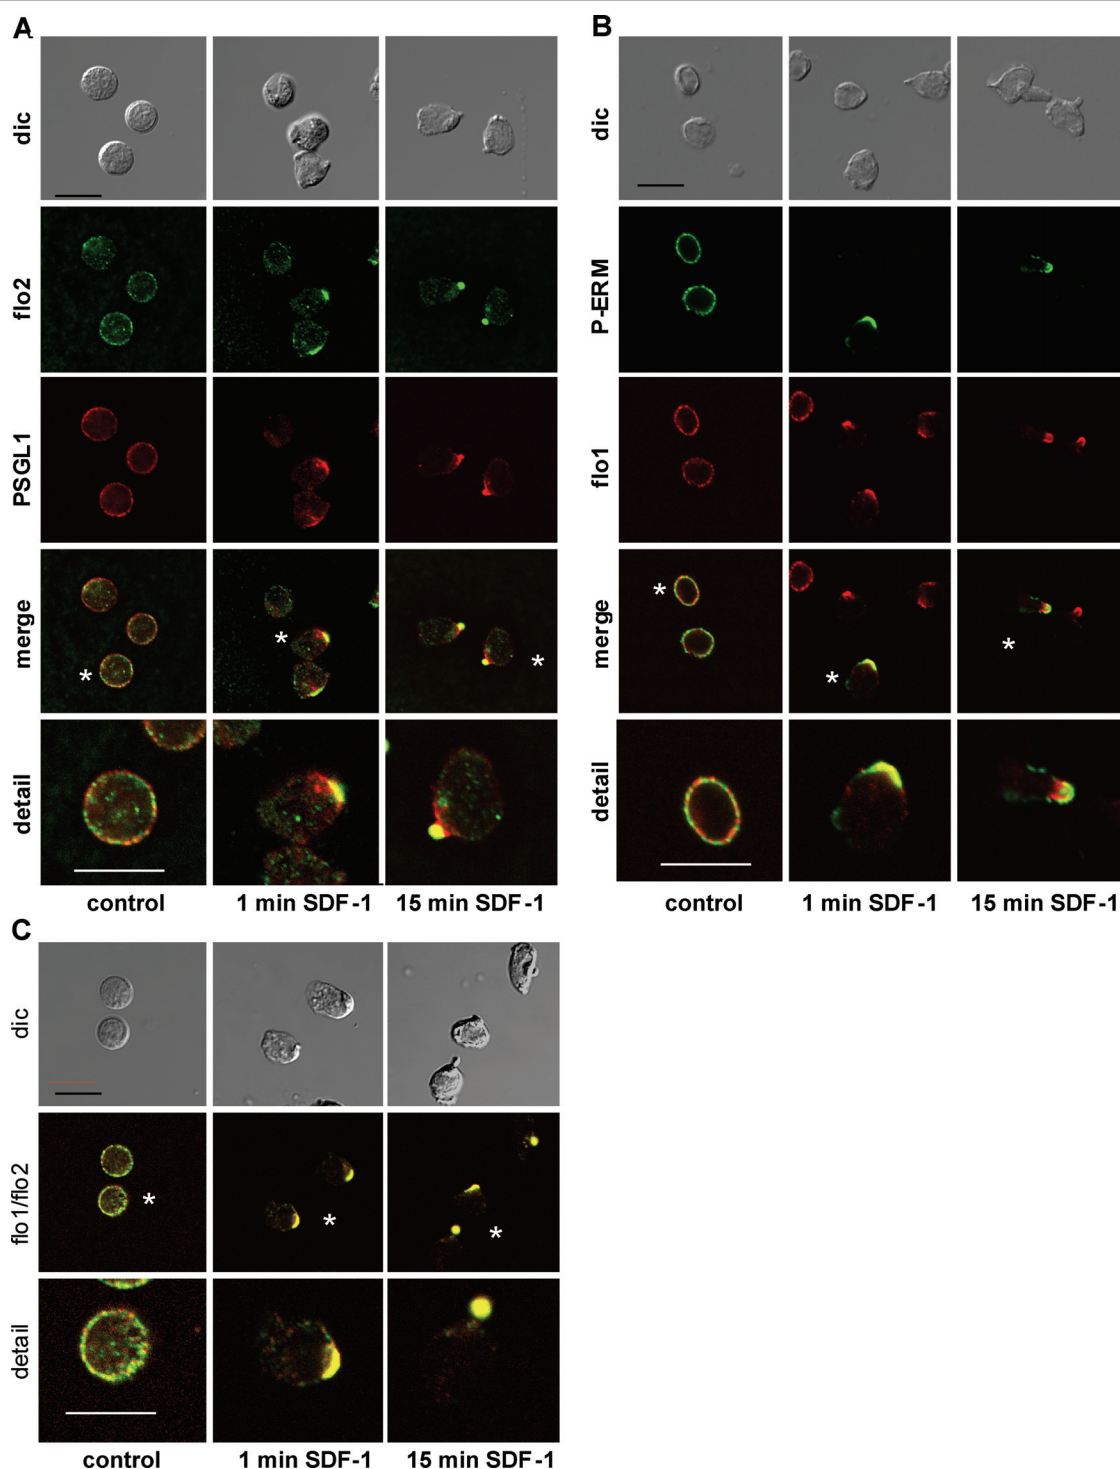 A
B
dic
dic
flo2
P-ERM
PSGL1
flo1
merge
*
*
*
merge
*
*
*
detail
detail
control
1 min SDF-1
15 min SDF-1
control
1 min SDF-1
15 min SDF-1
C
dic
flo1/flo2
*
*
*
detail
control
1 min SDF-1
15 min SDF-1